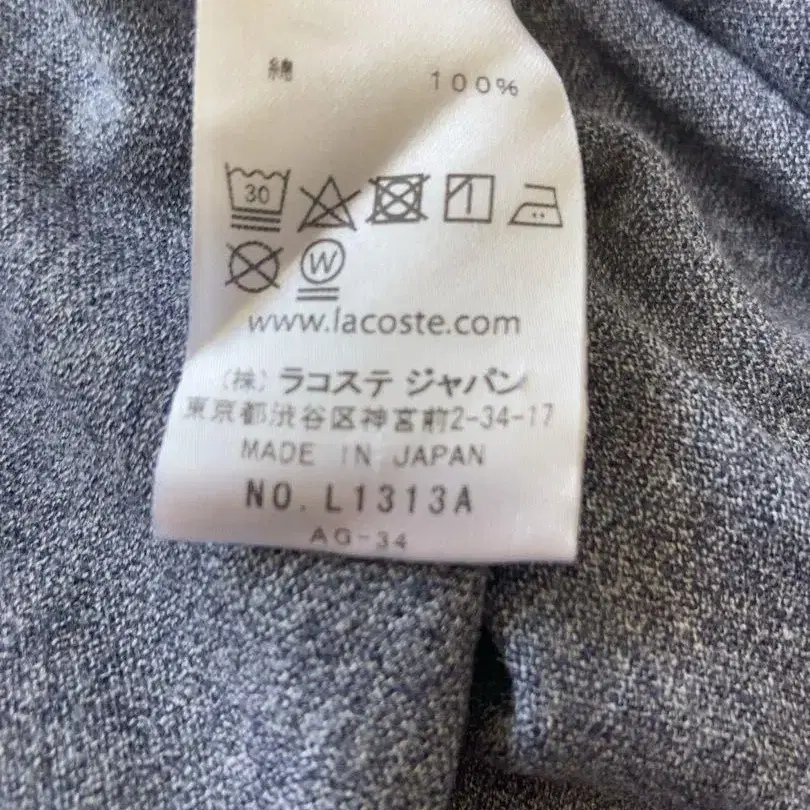 綿 100%
30
W
www.lacoste.com
(株) ラコステ ジャパン
東京都渋谷区神宮前2-34-17
MADE IN JAPAN
NO. L1313A
AG-34